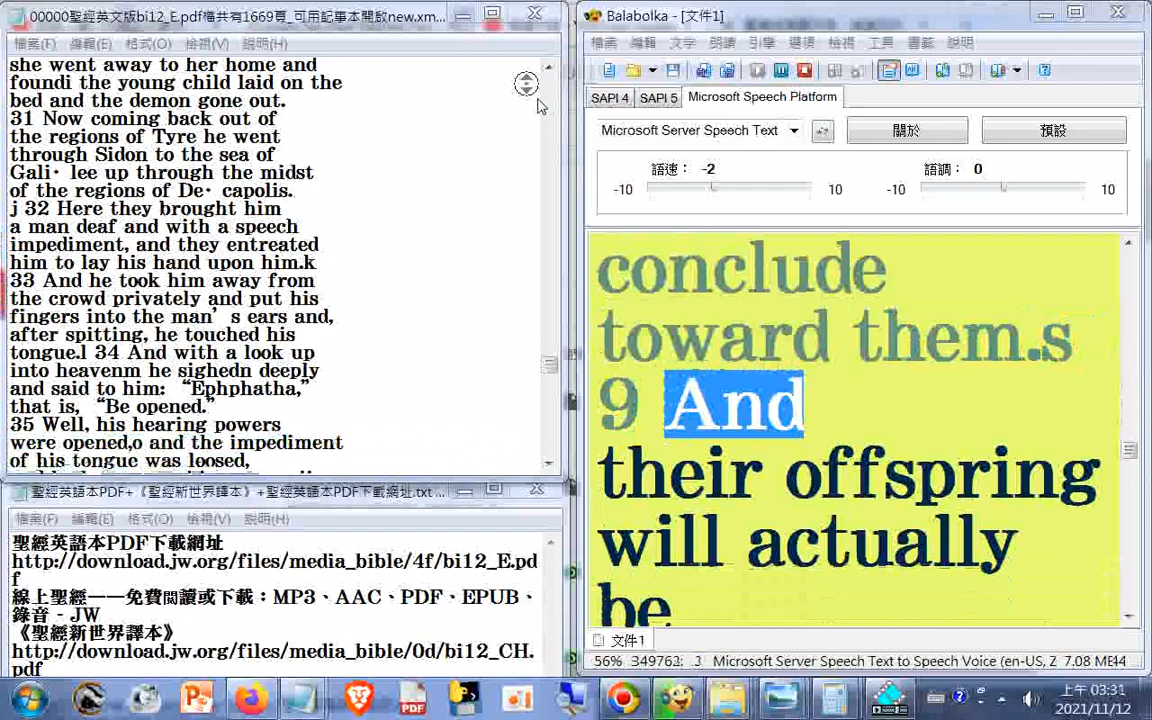 00000聖經英文版bi12_E.pdf檔共有1669頁_可用記事本開啟new.xm...
檔案(F) 編輯(E) 格式(O) 檢視(V) 說明(H)
she went away to her home and
foundi the young child laid on the
bed and the demon gone out.
31 Now coming back out of
the regions of Tyre he went
through Sidon to the sea of
Gali· lee up through the midst
of the regions of De· capolis.
j 32 Here they brought him
a man deaf and with a speech
impediment, and they entreated
him to lay his hand upon him.k
33 And he took him away from
the crowd privately and put his
fingers into the man’s ears and,
after spitting, he touched his
tongue.l 34 And with a look up
into heavenm he sighedn deeply
and said to him: “Ephphatha,”
that is, “Be opened.”
35 Well, his hearing powers
were opened,o and the impediment
of his tongue was loosed,
聖經英語本PDF+《聖經新世界譯本》+聖經英語本PDF下載網址.txt ...
檔案(F) 編輯(E) 格式(O) 檢視(V) 說明(H)
聖經英語本PDF下載網址
http://download.jw.org/files/media_bible/4f/bi12_E.pd
f
線上聖經——免費閱讀或下載：MP3、AAC、PDF、EPUB、
錄音 - JW
《聖經新世界譯本》
http://download.jw.org/files/media_bible/0d/bi12_CH.
pdf
Balabolka - [文件1]
檔案 編輯 文字 朗讀 引擎 選項 檢視 工具 書籤 說明
SAPI 4 SAPI 5 Microsoft Speech Platform
Microsoft Server Speech Text 關於 預設
語速： -2 語調： 0
-10 10 -10 10
conclude
toward them.s
9 And
their offspring
will actually
be
文件1
56% Microsoft Server Speech Text to Speech Voice (en-US, Z 7.08 ME
上午 03:31
2021/11/12